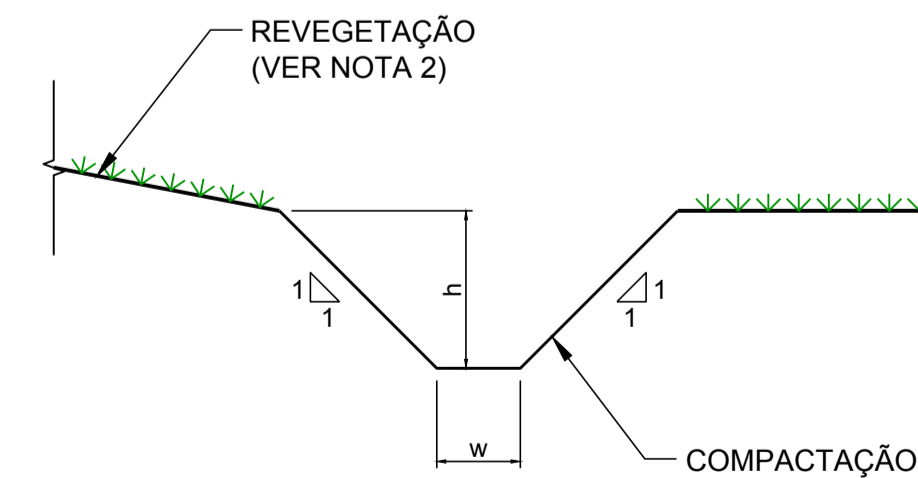 REVEGETAÇÃO
(VER NOTA 2)
1
1
h
1
1
w
COMPACTAÇÃO